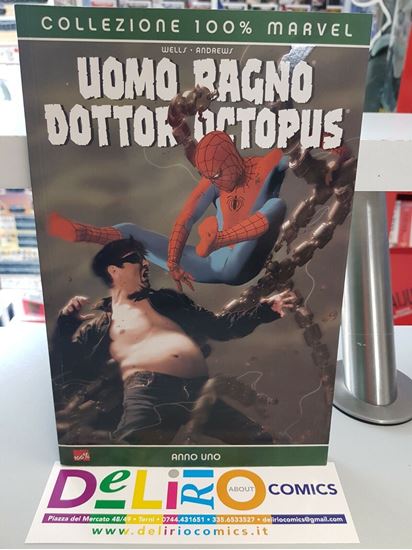 COLLEZIONE 100% MARVEL
WELLS • ANDREWS
UOMO RAGNO
DOTTOR OCTOPUS
100%
ANNO UNO
DELIRIO ABOUT COMICS
Piazza del Mercato 48/49 • Terni • 0744.431651 • 335.6533527 • deliriocomics@gmail.com
www.deliriocomics.it